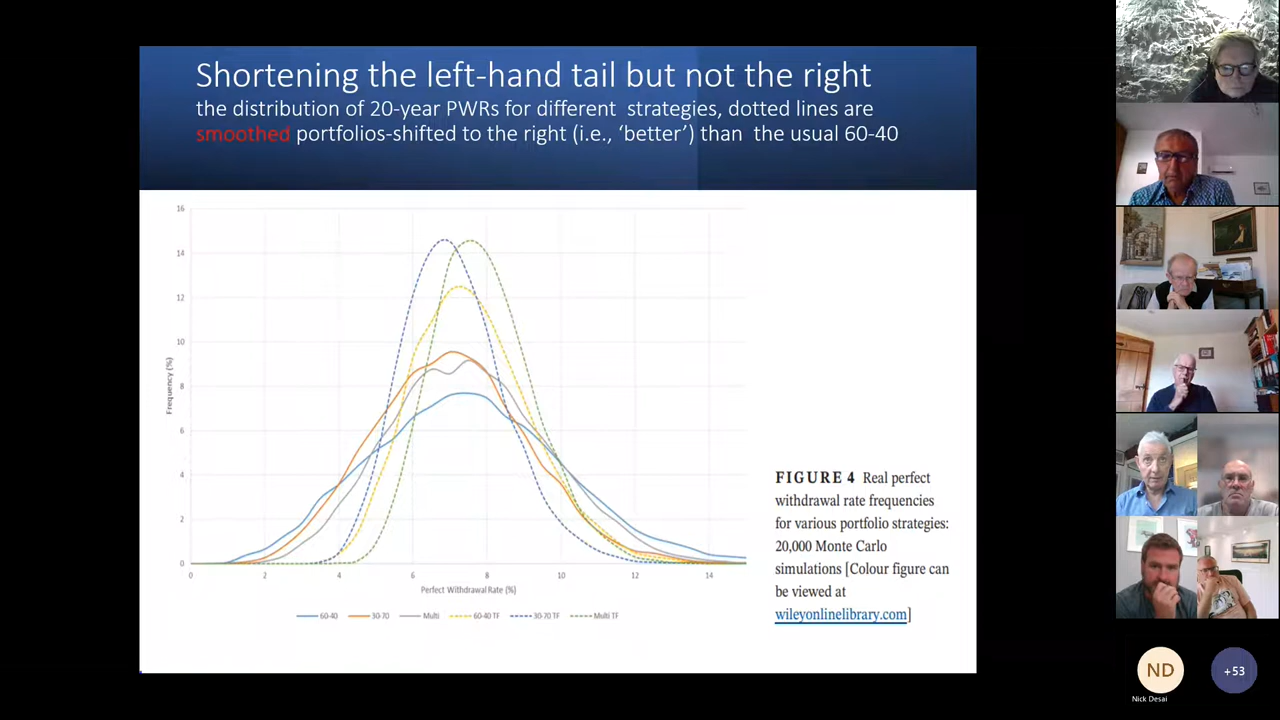 Shortening the left-hand tail but not the right
the distribution of 20-year PWRs for different strategies, dotted lines are
smoothed portfolios-shifted to the right (i.e., ‘better’) than the usual 60-40
16
14
12
10
8
6
4
2
0
Frequency (%)
0 2 4 6 8 10 12 14
Perfect Withdrawal Rate (%)
60-40 30-70 Multi 60-40 TF 30-70 TF Multi TF
FIGURE 4 Real perfect
withdrawal rate frequencies
for various portfolio strategies:
20,000 Monte Carlo
simulations [Colour figure can
be viewed at
wileyonlinelibrary.com]
ND
Nick Desai
+53